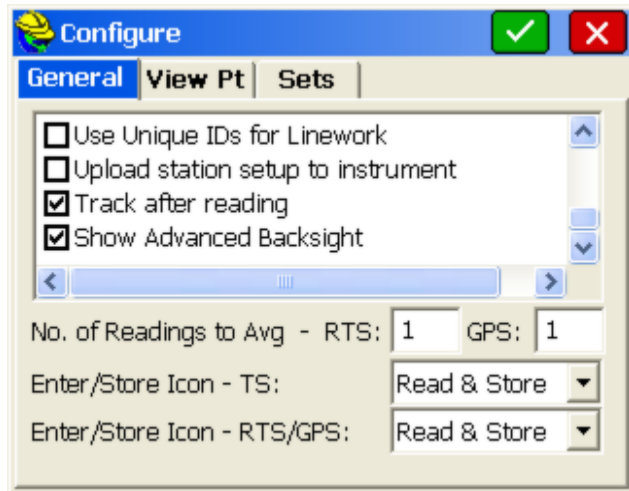 Configure
General View Pt Sets
Use Unique IDs for Linework
Upload station setup to instrument
Track after reading
Show Advanced Backsight
No. of Readings to Avg - RTS: 1 GPS: 1
Enter/Store Icon - TS: Read & Store
Enter/Store Icon - RTS/GPS: Read & Store